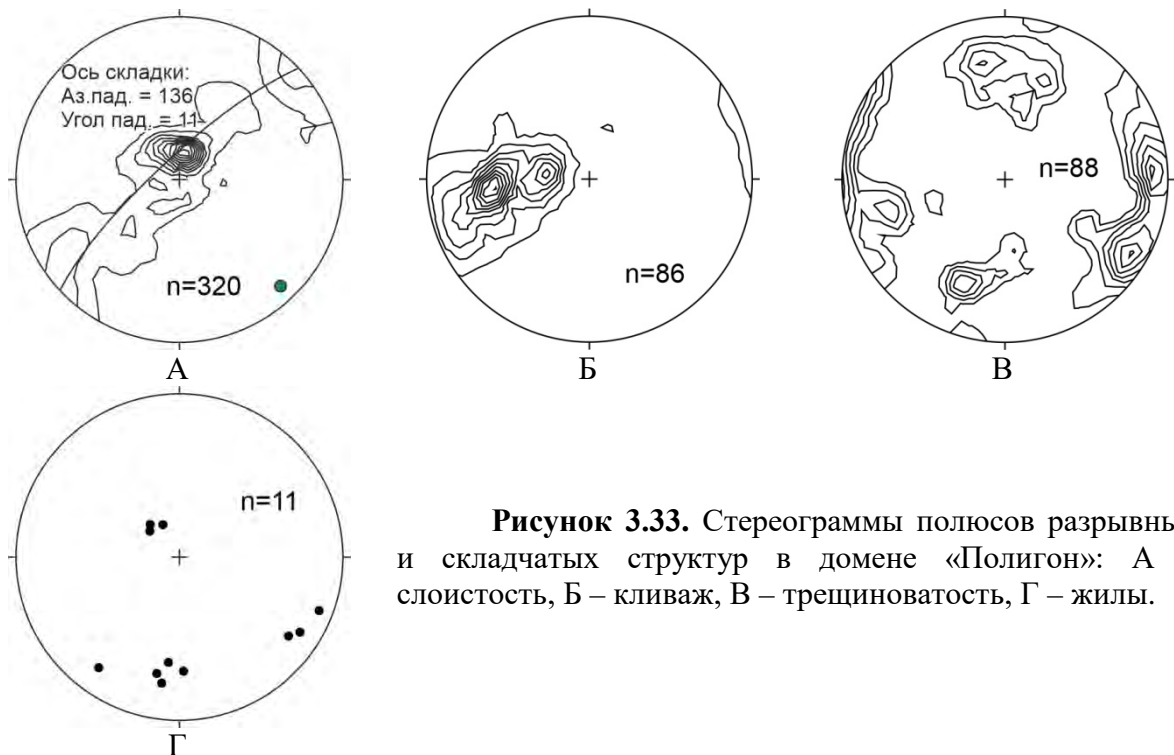 Ось складки:
Аз.пад. = 136
Угол пад. = 11
n=320
А
n=86
Б
n=88
В
n=11
Г
Рисунок 3.33. Стереограммы полюсов разрывны
и складчатых структур в домене «Полигон»: А
слоистость, Б – кливаж, В – трещиноватость, Г – жилы.